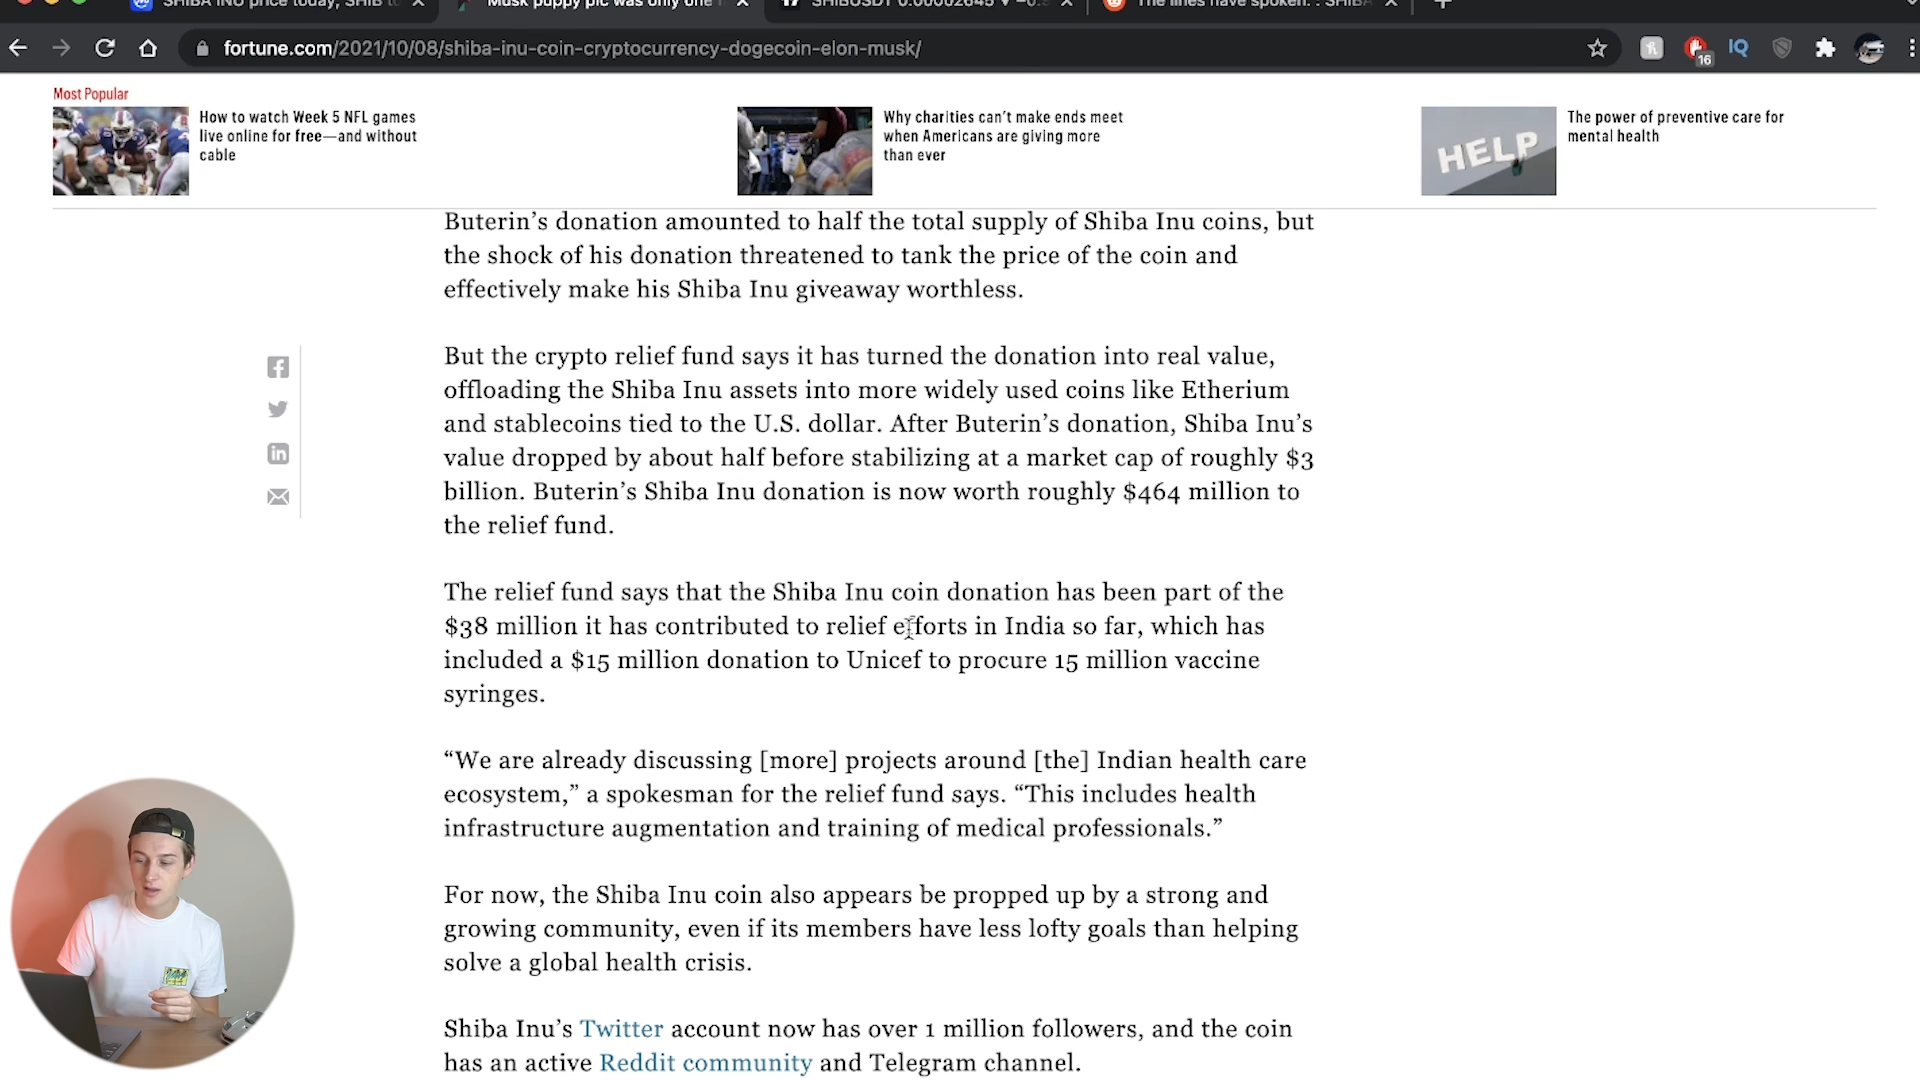 SHIBA INU price today, SHIB to
Musk puppy pic was only one
SHIBUSDT 0.00002645 ▼ −0.
The lines have spoken. : SHIBA
fortune.com/2021/10/08/shiba-inu-coin-cryptocurrency-dogecoin-elon-musk/
16
IQ
Most Popular
How to watch Week 5 NFL games
live online for free—and without
cable
Why charities can’t make ends meet
when Americans are giving more
than ever
HELP
The power of preventive care for
mental health
Buterin’s donation amounted to half the total supply of Shiba Inu coins, but
the shock of his donation threatened to tank the price of the coin and
effectively make his Shiba Inu giveaway worthless.
But the crypto relief fund says it has turned the donation into real value,
offloading the Shiba Inu assets into more widely used coins like Etherium
and stablecoins tied to the U.S. dollar. After Buterin’s donation, Shiba Inu’s
value dropped by about half before stabilizing at a market cap of roughly $3
billion. Buterin’s Shiba Inu donation is now worth roughly $464 million to
the relief fund.
The relief fund says that the Shiba Inu coin donation has been part of the
$38 million it has contributed to relief efforts in India so far, which has
included a $15 million donation to Unicef to procure 15 million vaccine
syringes.
“We are already discussing [more] projects around [the] Indian health care
ecosystem,” a spokesman for the relief fund says. “This includes health
infrastructure augmentation and training of medical professionals.”
For now, the Shiba Inu coin also appears be propped up by a strong and
growing community, even if its members have less lofty goals than helping
solve a global health crisis.
Shiba Inu’s Twitter account now has over 1 million followers, and the coin
has an active Reddit community and Telegram channel.